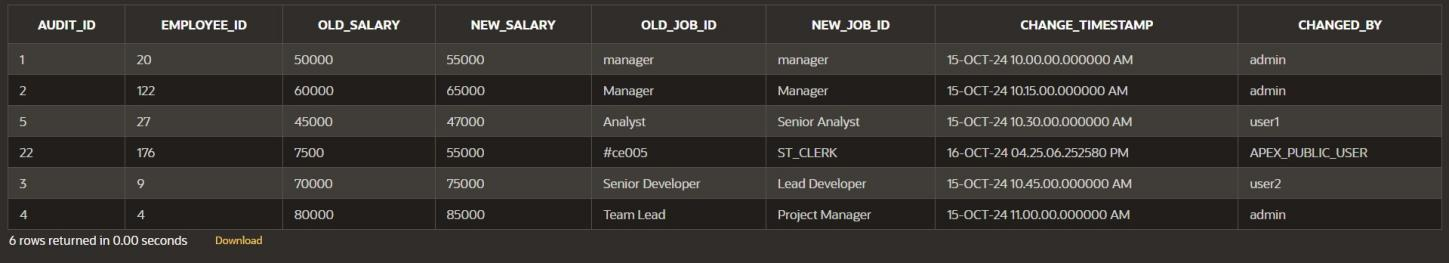 AUDIT_ID EMPLOYEE_ID OLD_SALARY NEW_SALARY OLD_JOB_ID NEW_JOB_ID CHANGE_TIMESTAMP CHANGED_BY
1 20 50000 55000 manager manager 15-OCT-24 10.00.00.000000 AM admin
2 122 60000 65000 Manager Manager 15-OCT-24 10.15.00.000000 AM admin
5 27 45000 47000 Analyst Senior Analyst 15-OCT-24 10.30.00.000000 AM user1
22 176 7500 55000 #ce005 ST_CLERK 16-OCT-24 04.25.06.252580 PM APEX_PUBLIC_USER
3 9 70000 75000 Senior Developer Lead Developer 15-OCT-24 10.45.00.000000 AM user2
4 4 80000 85000 Team Lead Project Manager 15-OCT-24 11.00.00.000000 AM admin
6 rows returned in 0.00 seconds Download